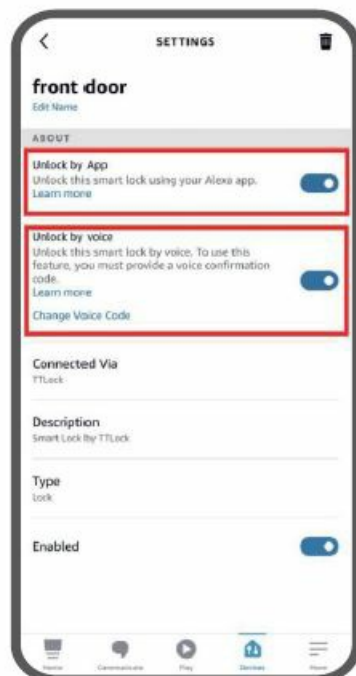 SETTINGS
front door
Edit Name
ABOUT
Unlock by App
Unlock this smart lock using your Alexa app.
Learn more
Unlock by voice
Unlock this smart lock by voice. To use this
feature, you must provide a voice confirmation
code.
Learn more
Change Voice Code
Connected Via
TTLock
Description
Smart Lock by TTLock
Type
Lock
Enabled
Home Communicate Play Devices More